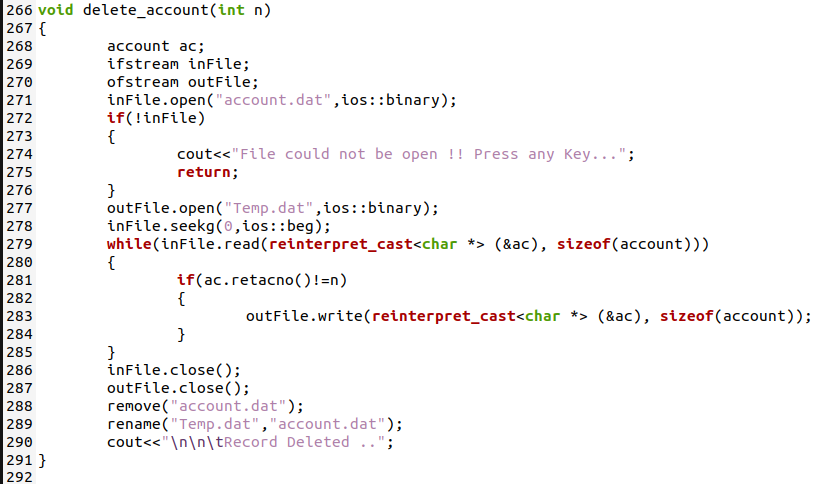 266 void delete_account(int n)
267 {
268         account ac;
269         ifstream inFile;
270         ofstream outFile;
271         inFile.open("account.dat",ios::binary);
272         if(!inFile)
273         {
274                 cout<<"File could not be open !! Press any Key...";
275                 return;
276         }
277         outFile.open("Temp.dat",ios::binary);
278         inFile.seekg(0,ios::beg);
279         while(inFile.read(reinterpret_cast<char *> (&ac), sizeof(account)))
280         {
281                 if(ac.retacno()!=n)
282                 {
283                         outFile.write(reinterpret_cast<char *> (&ac), sizeof(account));
284                 }
285         }
286         inFile.close();
287         outFile.close();
288         remove("account.dat");
289         rename("Temp.dat","account.dat");
290         cout<<"\n\n\tRecord Deleted ..";
291 }
292